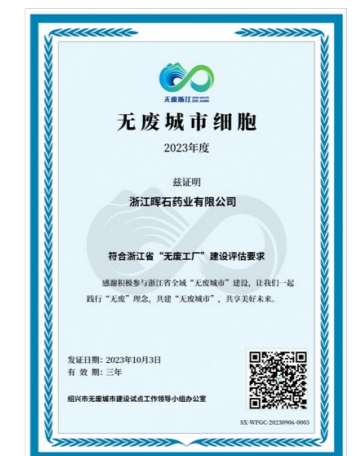 无废浙江
无废城市细胞
2023年度
兹证明
浙江晖石药业有限公司
符合浙江省“无废工厂”建设评估要求
感谢积极参与浙江省全域“无废城市”建设，让我们一起
践行“无废”理念，共建“无废城市”，共享美好未来。
发证日期：2023年10月3日
有 效 期：三年
绍兴市无废城市建设试点工作领导小组办公室
SX-WFGC-20230906-0005